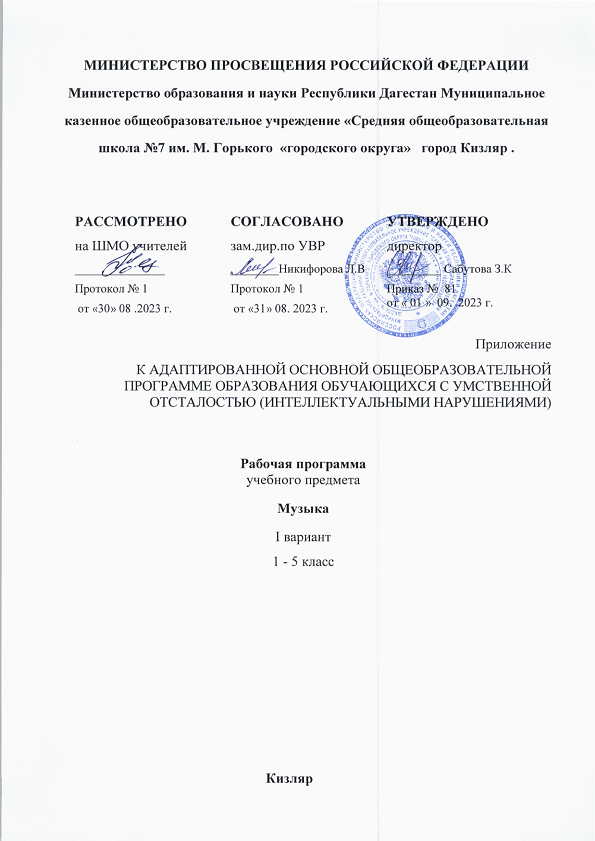 МИНИСТЕРСТВО ПРОСВЕЩЕНИЯ РОССИЙСКОЙ ФЕДЕРАЦИИ
Министерство образования и науки Республики Дагестан Муниципальное
казенное общеобразовательное учреждение «Средняя общеобразовательная
школа №7 им. М. Горького «городского округа» город Кизляр .
РАССМОТРЕНО СОГЛАСОВАНО УТВЕРЖДЕНО
на ШМО учителей зам.дир.по УВР директор
Никифорова Л.В Сабутова З.К
Протокол № 1 Протокол № 1 Приказ № 81
от «30» 08 .2023 г. от «31» 08. 2023 г. от « 01 » 09. .2023 г.
Приложение
К АДАПТИРОВАННОЙ ОСНОВНОЙ ОБЩЕОБРАЗОВАТЕЛЬНОЙ
ПРОГРАММЕ ОБРАЗОВАНИЯ ОБУЧАЮЩИХСЯ С УМСТВЕННОЙ
ОТСТАЛОСТЬЮ (ИНТЕЛЛЕКТУАЛЬНЫМИ НАРУШЕНИЯМИ)
Рабочая программа
учебного предмета
Музыка
I вариант
1 - 5 класс
Кизляр